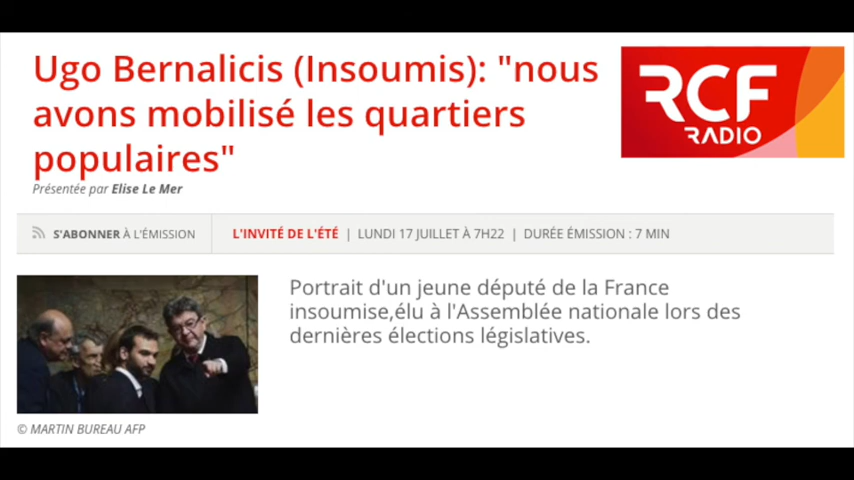 Ugo Bernalicis (Insoumis): "nous
avons mobilisé les quartiers
populaires"
Présentée par Elise Le Mer
RCF
RADIO
S'ABONNER À L'ÉMISSION
L'INVITÉ DE L'ÉTÉ | LUNDI 17 JUILLET À 7H22 | DURÉE ÉMISSION : 7 MIN
Portrait d'un jeune député de la France
insoumise,élu à l'Assemblée nationale lors des
dernières élections législatives.
© MARTIN BUREAU AFP